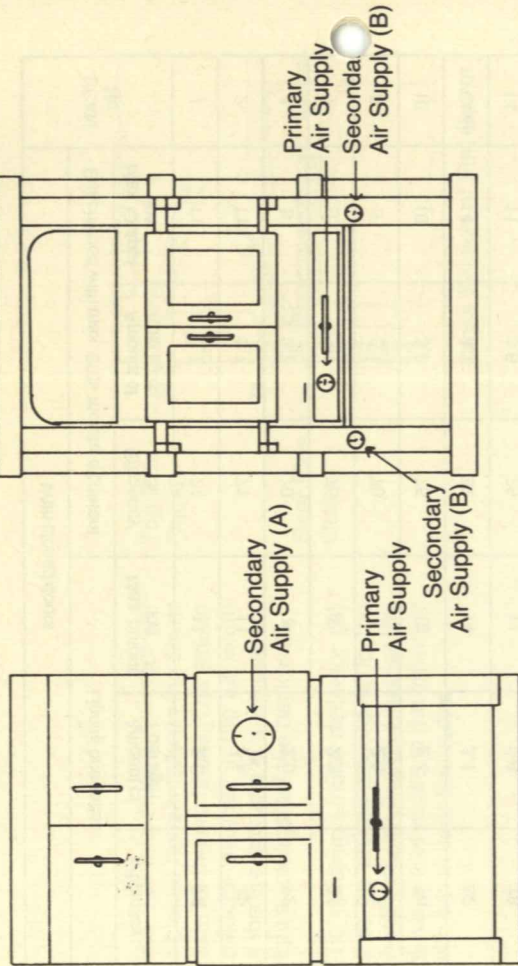 Primary
Air Supply
Seconda
Air Supply (B)
Secondary
Air Supply (A)
Secondary
Air Supply (B)
Primary
Air Supply